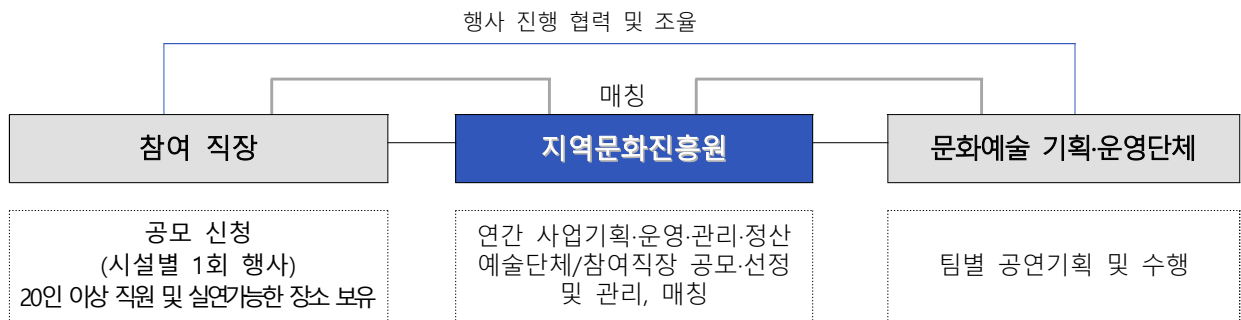 행사 진행 협력 및 조율
매칭
참여 직장
지역문화진흥원
문화예술 기획·운영단체
공모 신청
(시설별 1회 행사)
20인 이상 직원 및 실연가능한 장소 보유
연간 사업기획·운영·관리·정산
예술단체/참여직장 공모·선정
및 관리, 매칭
팀별 공연기획 및 수행